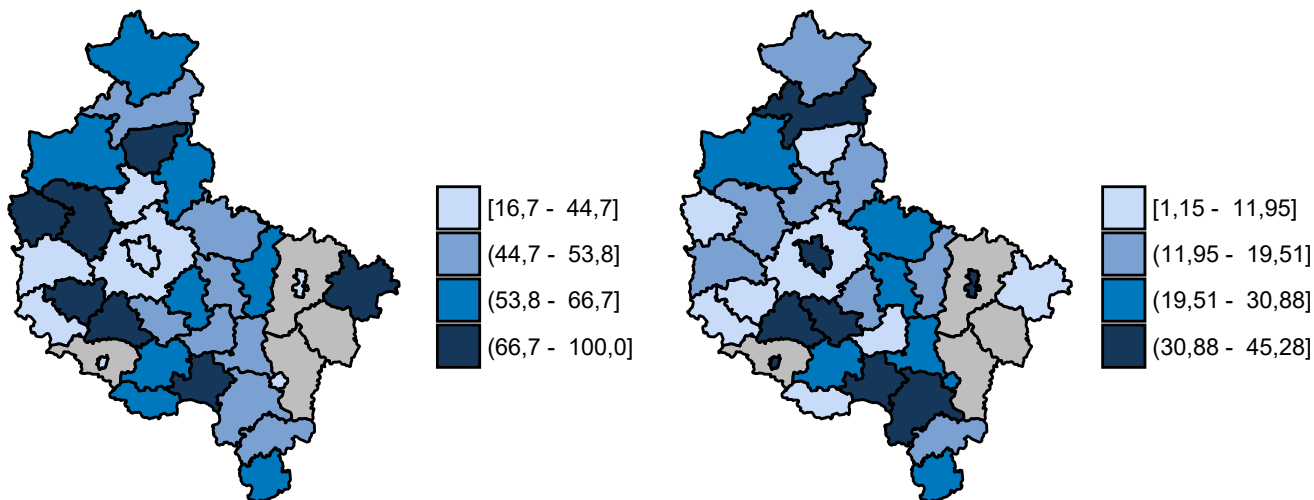 [16,7 - 44,7]
(44,7 - 53,8]
(53,8 - 66,7]
(66,7 - 100,0]
[1,15 - 11,95]
(11,95 - 19,51]
(19,51 - 30,88]
(30,88 - 45,28]